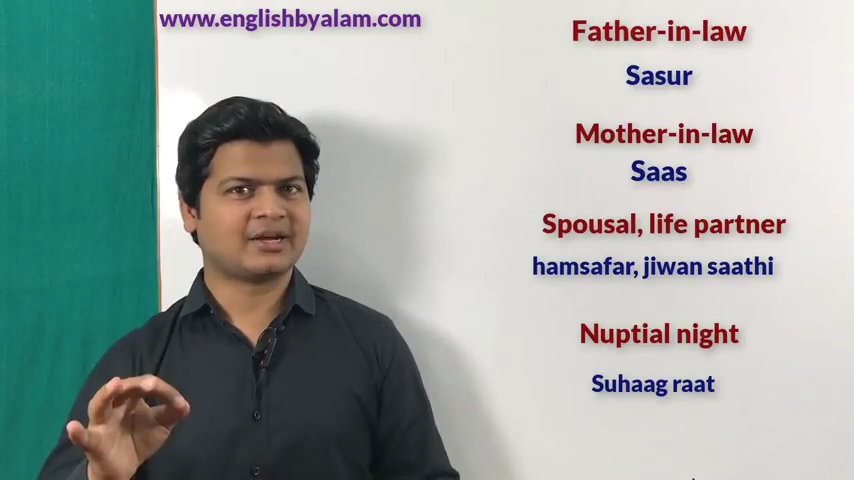 www.englishbyalam.com
Father-in-law
Sasur
Mother-in-law
Saas
Spousal, life partner
hamsafar, jiwan saathi
Nuptial night
Suhaag raat